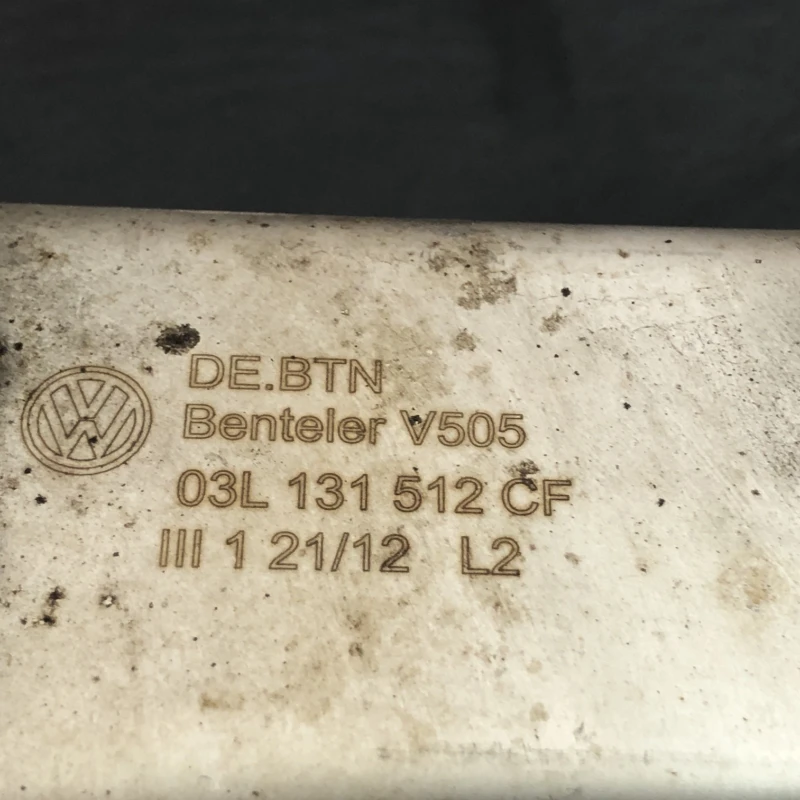 DE.BTN
Benteler V505
03L 131 512 CF
III 1 21/12 L2